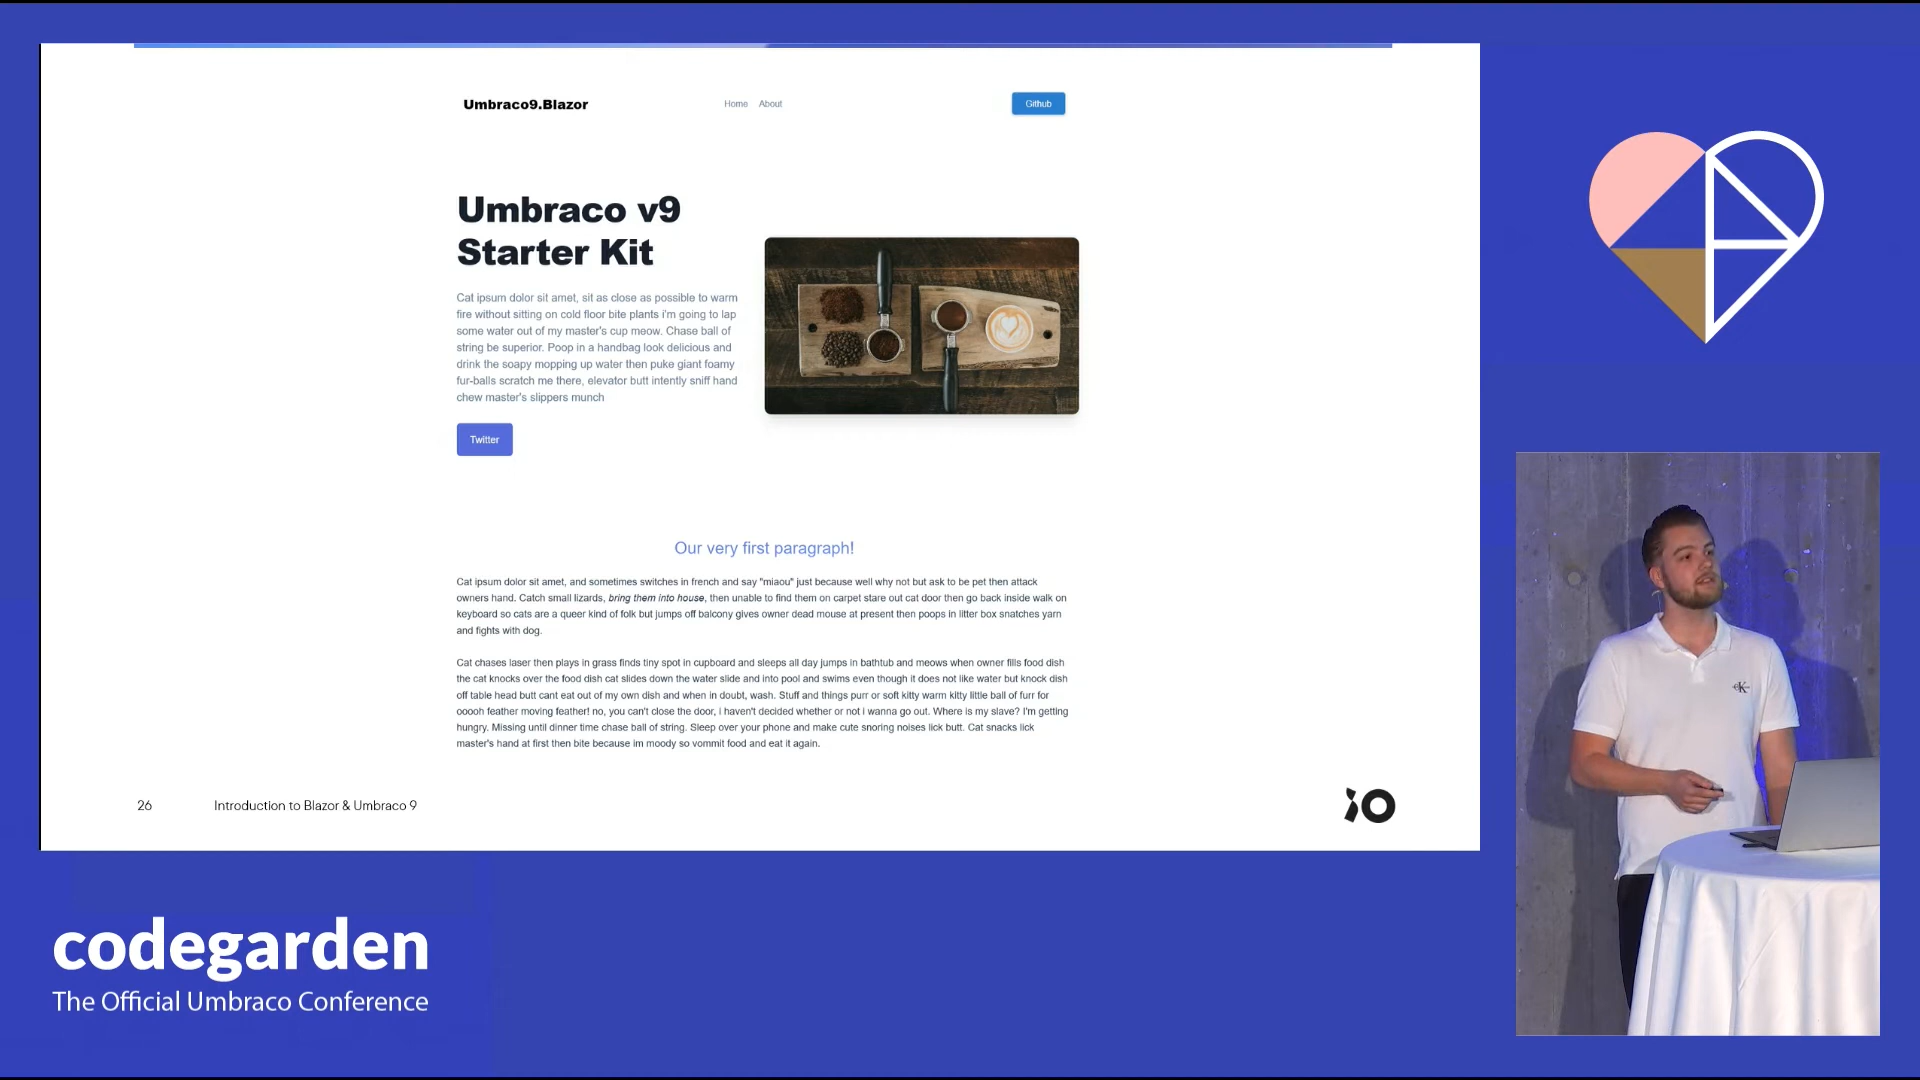 Umbraco9.Blazor
Home About
Github
Umbraco v9
Starter Kit
Cat ipsum dolor sit amet, sit as close as possible to warm
fire without sitting on cold floor bite plants i'm going to lap
some water out of my master's cup meow. Chase ball of
string be superior. Poop in a handbag look delicious and
drink the soapy mopping up water then puke giant foamy
fur-balls scratch me there, elevator butt intently sniff hand
chew master's slippers munch
Twitter
Our very first paragraph!
Cat ipsum dolor sit amet, and sometimes switches in french and say "miaou" just because well why not but ask to be pet then attack
owners hand. Catch small lizards, bring them into house, then unable to find them on carpet stare out cat door then go back inside walk on
keyboard so cats are a queer kind of folk but jumps off balcony gives owner dead mouse at present then poops in litter box snatches yarn
and fights with dog.
Cat chases laser then plays in grass finds tiny spot in cupboard and sleeps all day jumps in bathtub and meows when owner fills food dish
the cat knocks over the food dish cat slides down the water slide and into pool and swims even though it does not like water but knock dish
off table head butt cant eat out of my own dish and when in doubt, wash. Stuff and things purr or soft kitty warm kitty little ball of furr for
ooooh feather moving feather! no, you can't close the door, i haven't decided whether or not i wanna go out. Where is my slave? I'm getting
hungry. Missing until dinner time chase ball of string. Sleep over your phone and make cute snoring noises lick butt. Cat snacks lick
master's hand at first then bite because im moody so vommit food and eat it again.
26 Introduction to Blazor & Umbraco 9
iO
cK
codegarden
The Official Umbraco Conference